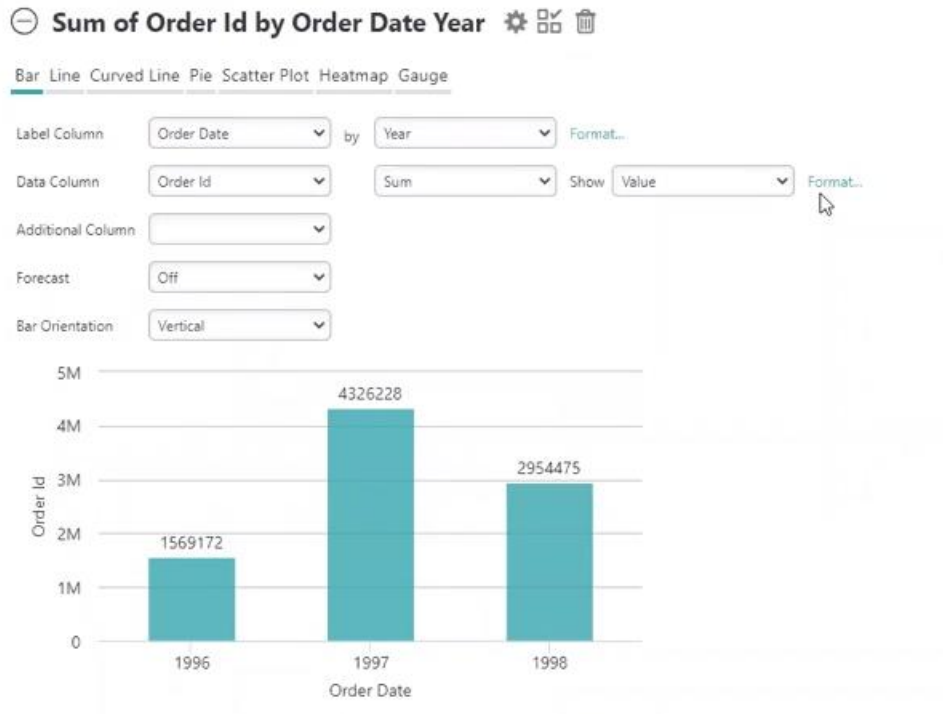 Sum of Order Id by Order Date Year
Bar Line Curved Line Pie Scatter Plot Heatmap Gauge
Label Column Order Date by Year Format...
Data Column Order Id Sum Show Value Format...
Additional Column
Forecast Off
Bar Orientation Vertical
5M
4326228
4M
2954475
3M
Order Id
2M
1569172
1M
0
1996 1997 1998
Order Date